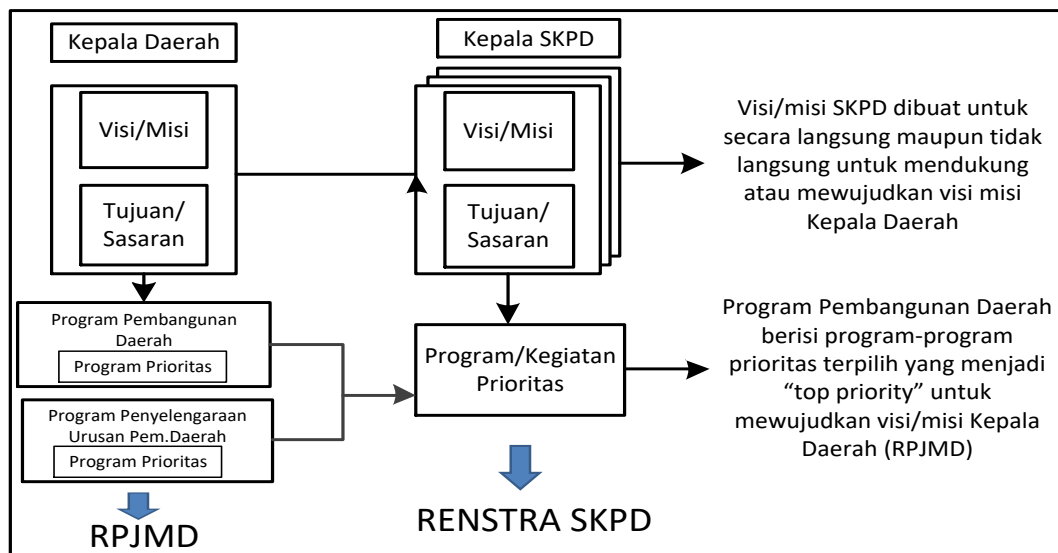 Kepala Daerah
Visi/Misi
Tujuan/
Sasaran
Program Pembangunan
Daerah
Program Prioritas
Program Penyelengaraan
Urusan Pem.Daerah
Program Prioritas
RPJMD
Kepala SKPD
Visi/Misi
Tujuan/
Sasaran
Program/Kegiatan
Prioritas
RENSTRA SKPD
Visi/misi SKPD dibuat untuk
secara langsung maupun tidak
langsung untuk mendukung
atau mewujudkan visi misi
Kepala Daerah
Program Pembangunan Daerah
berisi program-program
prioritas terpilih yang menjadi
“top priority” untuk
mewujudkan visi/misi Kepala
Daerah (RPJMD)